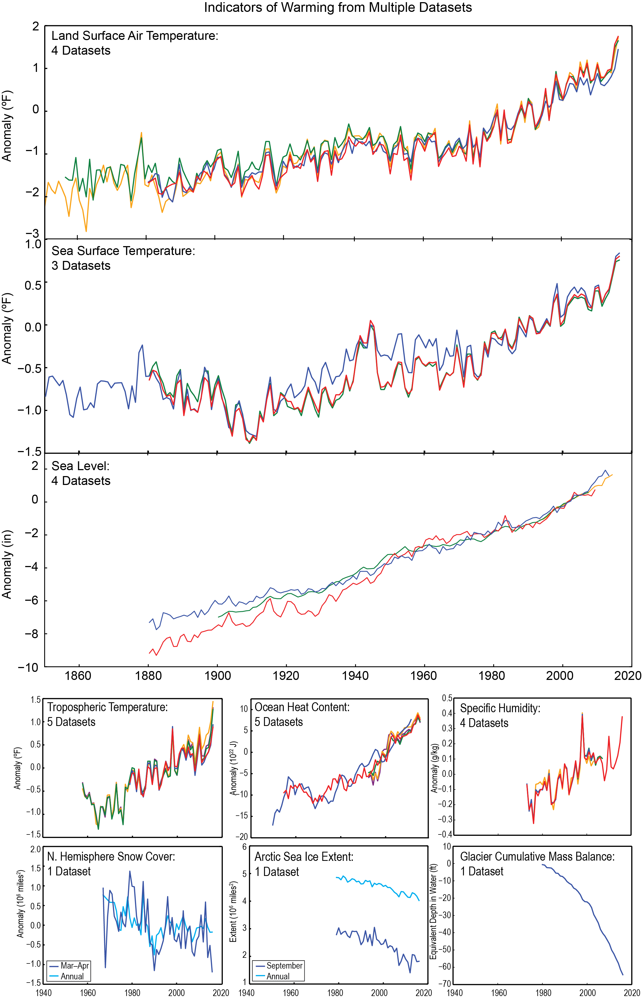 Indicators of Warming from Multiple Datasets
Land Surface Air Temperature:
4 Datasets
Anomaly (ºF)
2
1
0
−1
−2
−3
Sea Surface Temperature:
3 Datasets
Anomaly (ºF)
1.0
0.5
0.0
−0.5
−1.0
−1.5
Sea Level:
4 Datasets
Anomaly (in)
2
0
−2
−4
−6
−8
−10
1860 1880 1900 1920 1940 1960 1980 2000 2020
Tropospheric Temperature:
5 Datasets
Anomaly (ºF)
1.5
1.0
0.5
0.0
−0.5
−1.0
−1.5
Ocean Heat Content:
5 Datasets
Anomaly (10²² J)
10
5
0
−5
−10
−15
−20
Specific Humidity:
4 Datasets
Anomaly (g/kg)
0.5
0.4
0.3
0.2
0.1
0.0
−0.1
−0.2
−0.3
−0.4
N. Hemisphere Snow Cover:
1 Dataset
Anomaly (10⁶ miles²)
2.0
1.5
1.0
0.5
0.0
−0.5
−1.0
−1.5
Mar–Apr
Annual
1940 1960 1980 2000 2020
Arctic Sea Ice Extent:
1 Dataset
Extent (10⁶ miles²)
6
5
4
3
2
1
September
Annual
1940 1960 1980 2000 2020
Glacier Cumulative Mass Balance:
1 Dataset
Equivalent Depth in Water (ft)
10
0
−10
−20
−30
−40
−50
−60
−70
1940 1960 1980 2000 2020